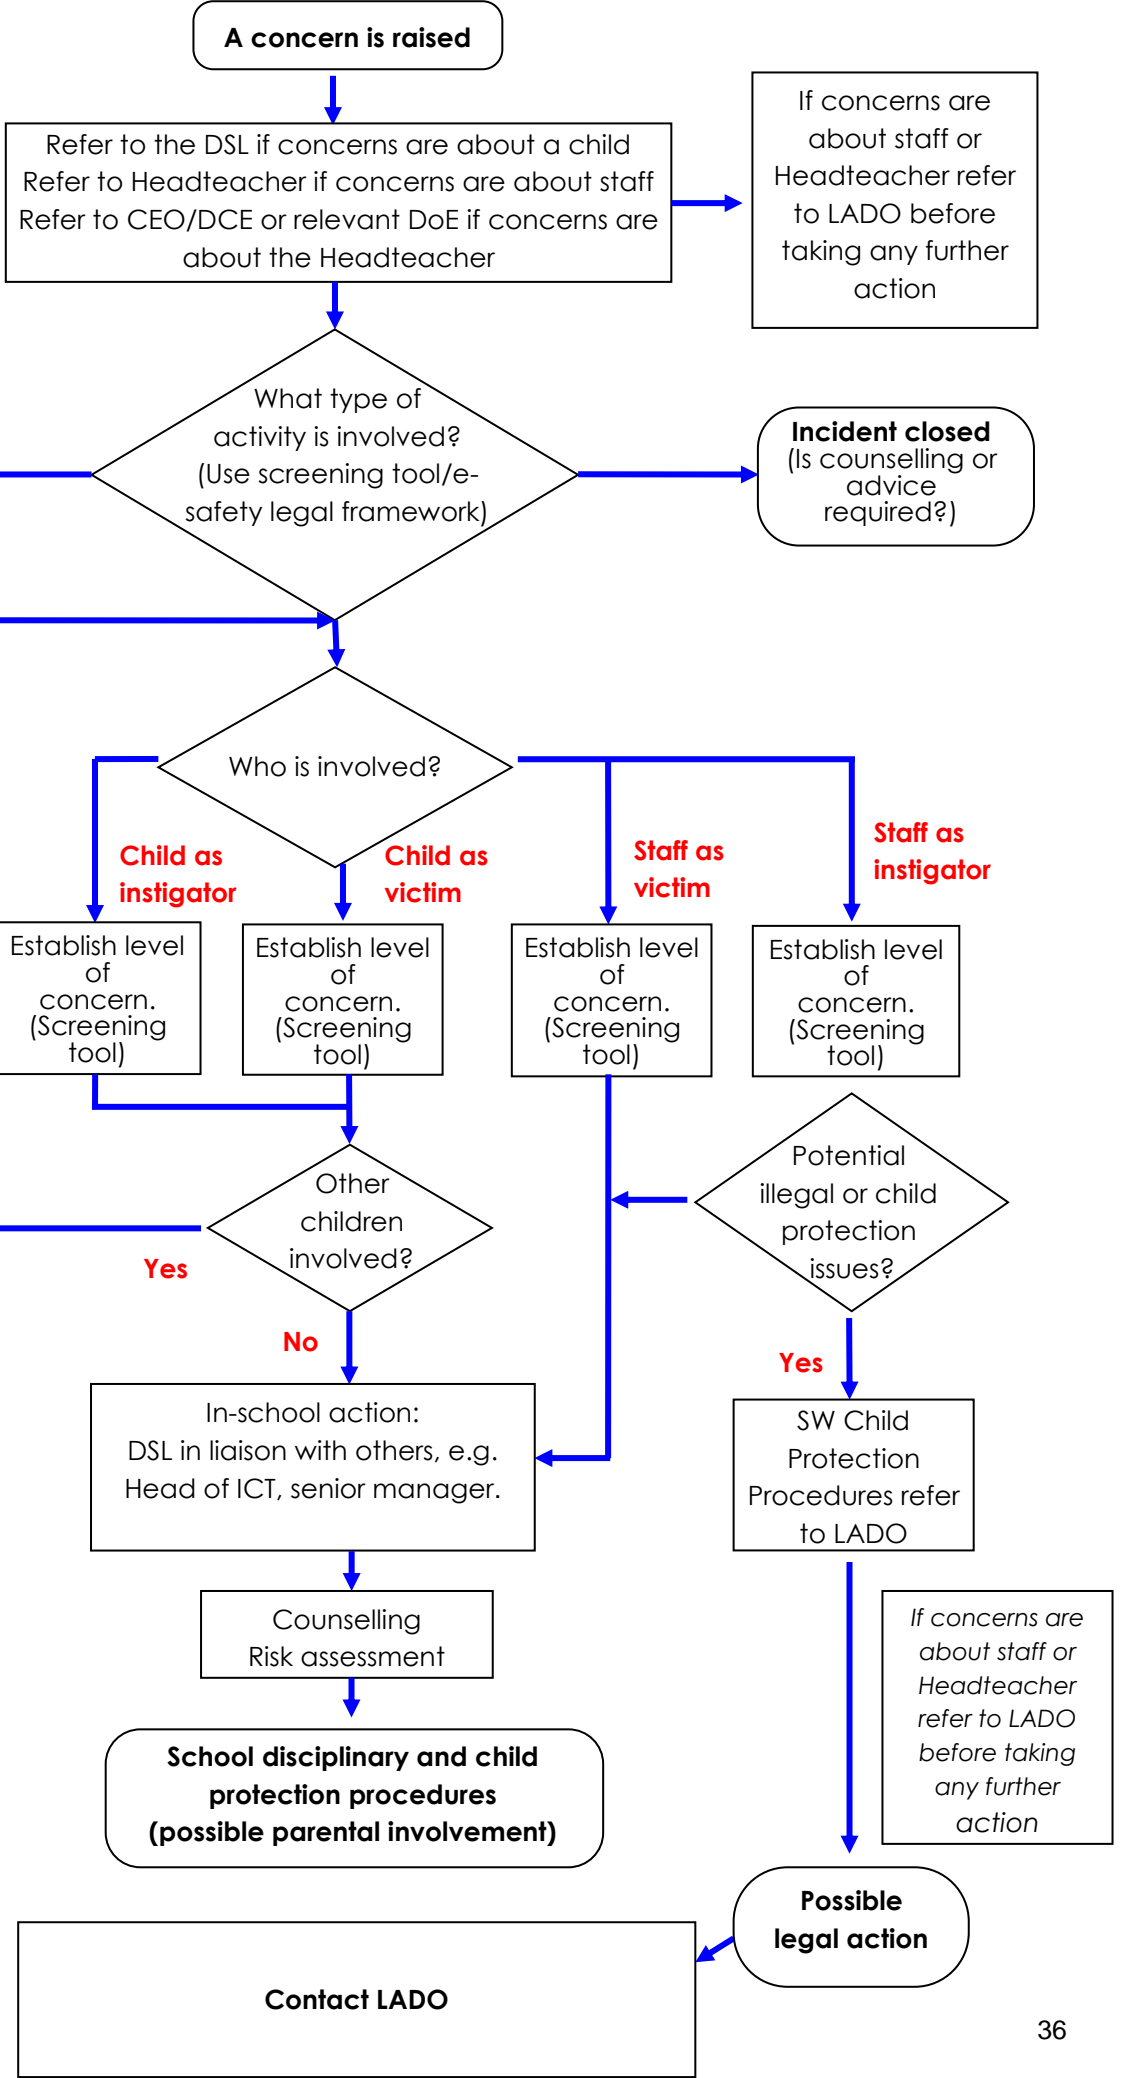 A concern is raised
Refer to the DSL if concerns are about a child
Refer to Headteacher if concerns are about staff
Refer to CEO/DCE or relevant DoE if concerns are
about the Headteacher
If concerns are
about staff or
Headteacher refer
to LADO before
taking any further
action
What type of
activity is involved?
(Use screening tool/e-
safety legal framework)
Incident closed
(Is counselling or
advice
required?)
Who is involved?
Child as
instigator
Child as
victim
Staff as
victim
Staff as
instigator
Establish level
of
concern.
(Screening
tool)
Establish level
of
concern.
(Screening
tool)
Establish level
of
concern.
(Screening
tool)
Establish level
of
concern.
(Screening
tool)
Other
children
involved?
Potential
illegal or child
protection
issues?
Yes
No
Yes
In-school action:
DSL in liaison with others, e.g.
Head of ICT, senior manager.
SW Child
Protection
Procedures refer
to LADO
Counselling
Risk assessment
If concerns are
about staff or
Headteacher
refer to LADO
before taking
any further
action
School disciplinary and child
protection procedures
(possible parental involvement)
Possible
legal action
Contact LADO
36